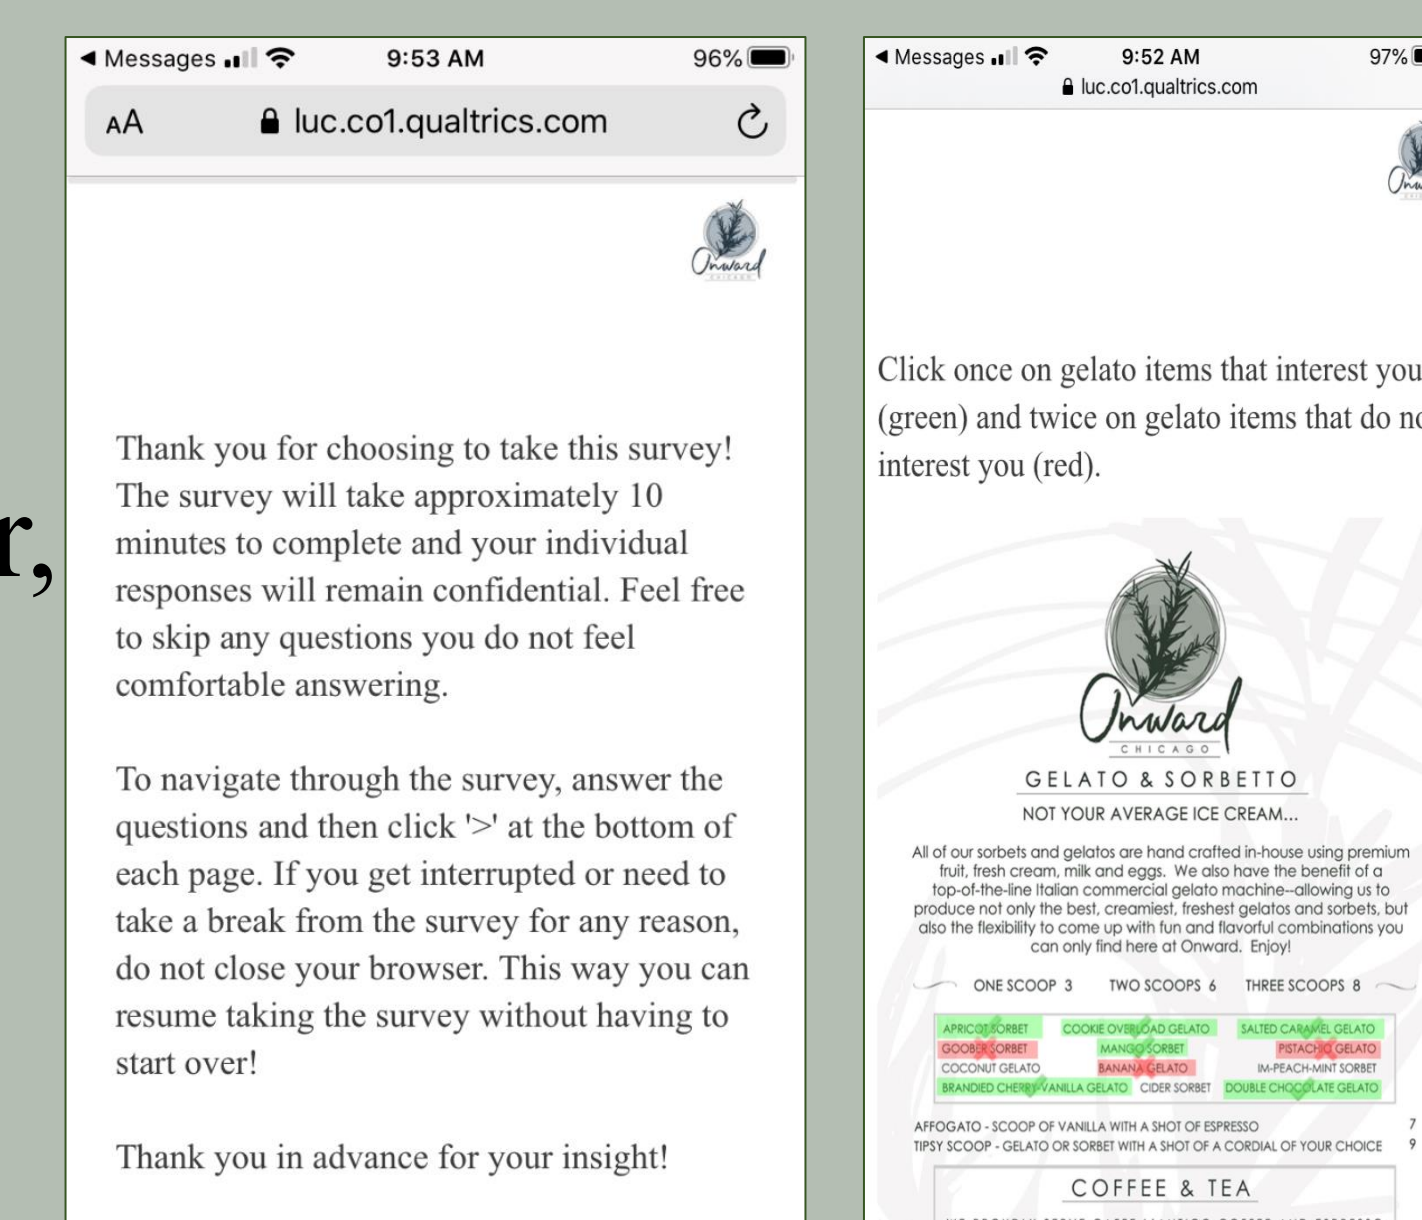 r,
Messages
9:53 AM
96%
AA
luc.co1.qualtrics.com
Onward
CHICAGO
Thank you for choosing to take this survey!
The survey will take approximately 10
minutes to complete and your individual
responses will remain confidential. Feel free
to skip any questions you do not feel
comfortable answering.
To navigate through the survey, answer the
questions and then click '>' at the bottom of
each page. If you get interrupted or need to
take a break from the survey for any reason,
do not close your browser. This way you can
resume taking the survey without having to
start over!
Thank you in advance for your insight!
Messages
9:52 AM
97%
luc.co1.qualtrics.com
Click once on gelato items that interest you
(green) and twice on gelato items that do no
interest you (red).
Onward
CHICAGO
GELATO & SORBETTO
NOT YOUR AVERAGE ICE CREAM...
All of our sorbets and gelatos are hand crafted in-house using premium
fruit, fresh cream, milk and eggs. We also have the benefit of a
top-of-the-line Italian commercial gelato machine--allowing us to
produce not only the best, creamiest, freshest gelatos and sorbets, but
also the flexibility to come up with fun and flavorful combinations you
can only find here at Onward. Enjoy!
ONE SCOOP 3 TWO SCOOPS 6 THREE SCOOPS 8
APRICOT SORBET COOKIE OVERLOAD GELATO SALTED CARAMEL GELATO
GOOBER SORBET MANGO SORBET PISTACHIO GELATO
COCONUT GELATO BANANA GELATO IM-PEACH-MINT SORBET
BRANDIED CHERRY-VANILLA GELATO CIDER SORBET DOUBLE CHOCOLATE GELATO
AFFOGATO - SCOOP OF VANILLA WITH A SHOT OF ESPRESSO 7
TIPSY SCOOP - GELATO OR SORBET WITH A SHOT OF A CORDIAL OF YOUR CHOICE 9
COFFEE & TEA